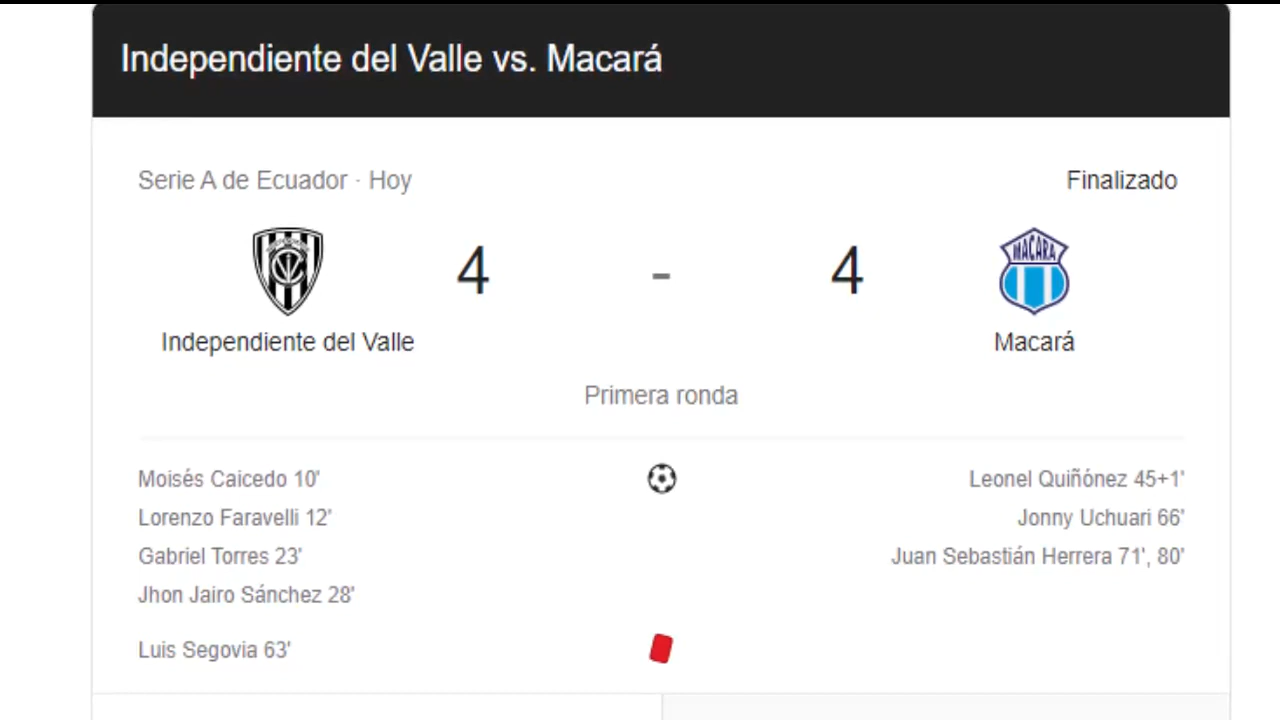 Independiente del Valle vs. Macará
Serie A de Ecuador · Hoy
Finalizado
4 - 4
MACARA
Independiente del Valle
Macará
Primera ronda
Moisés Caicedo 10'
Lorenzo Faravelli 12'
Gabriel Torres 23'
Jhon Jairo Sánchez 28'
Leonel Quiñónez 45+1'
Jonny Uchuari 66'
Juan Sebastián Herrera 71', 80'
Luis Segovia 63'